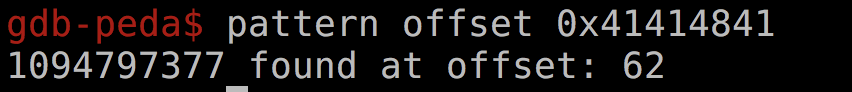 gdb-peda$ pattern offset 0x41414841
1094797377 found at offset: 62